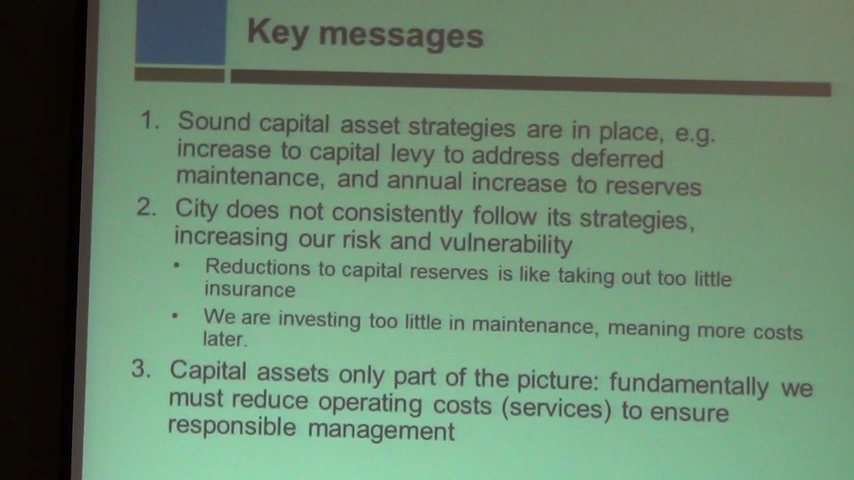 Key messages
1. Sound capital asset strategies are in place, e.g.
increase to capital levy to address deferred
maintenance, and annual increase to reserves
2. City does not consistently follow its strategies,
increasing our risk and vulnerability
• Reductions to capital reserves is like taking out too little
insurance
• We are investing too little in maintenance, meaning more costs
later.
3. Capital assets only part of the picture: fundamentally we
must reduce operating costs (services) to ensure
responsible management